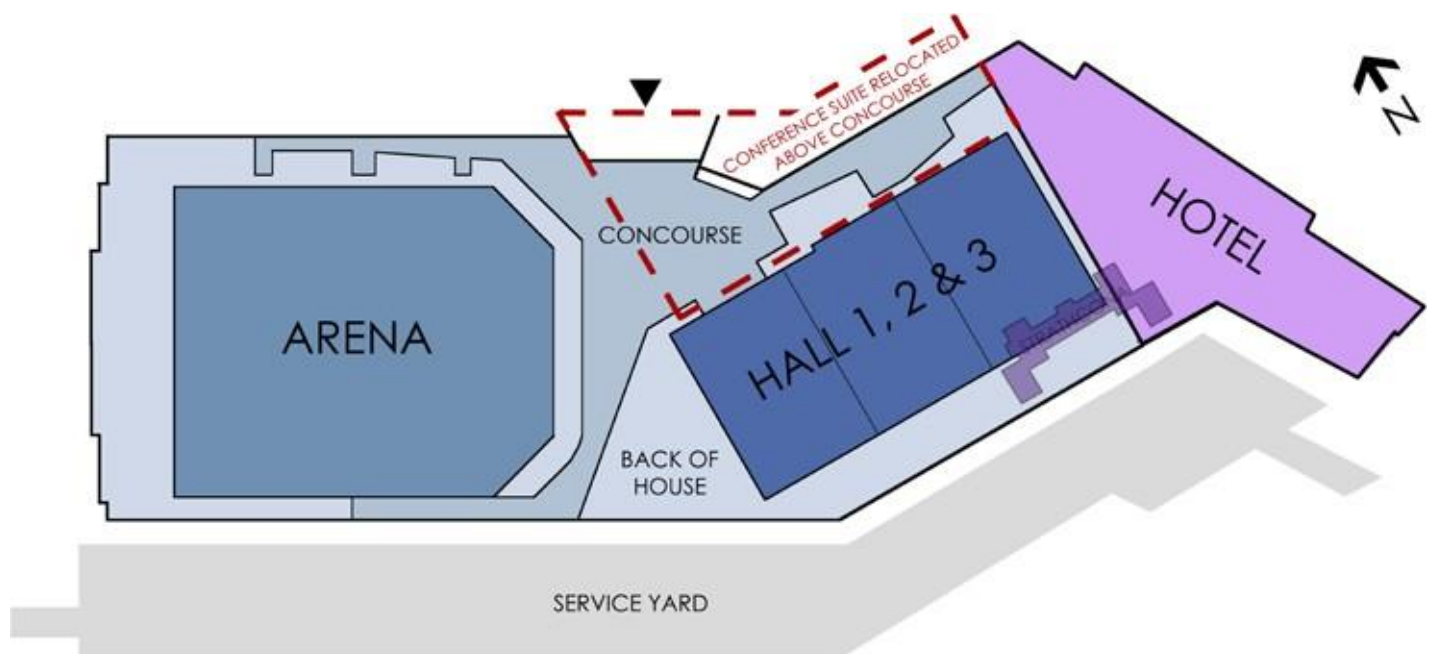 CONFERENCE SUITE RELOCATED
ABOVE CONCOURSE
N
HOTEL
CONCOURSE
ARENA
HALL 1, 2 & 3
BACK OF
HOUSE
SERVICE YARD